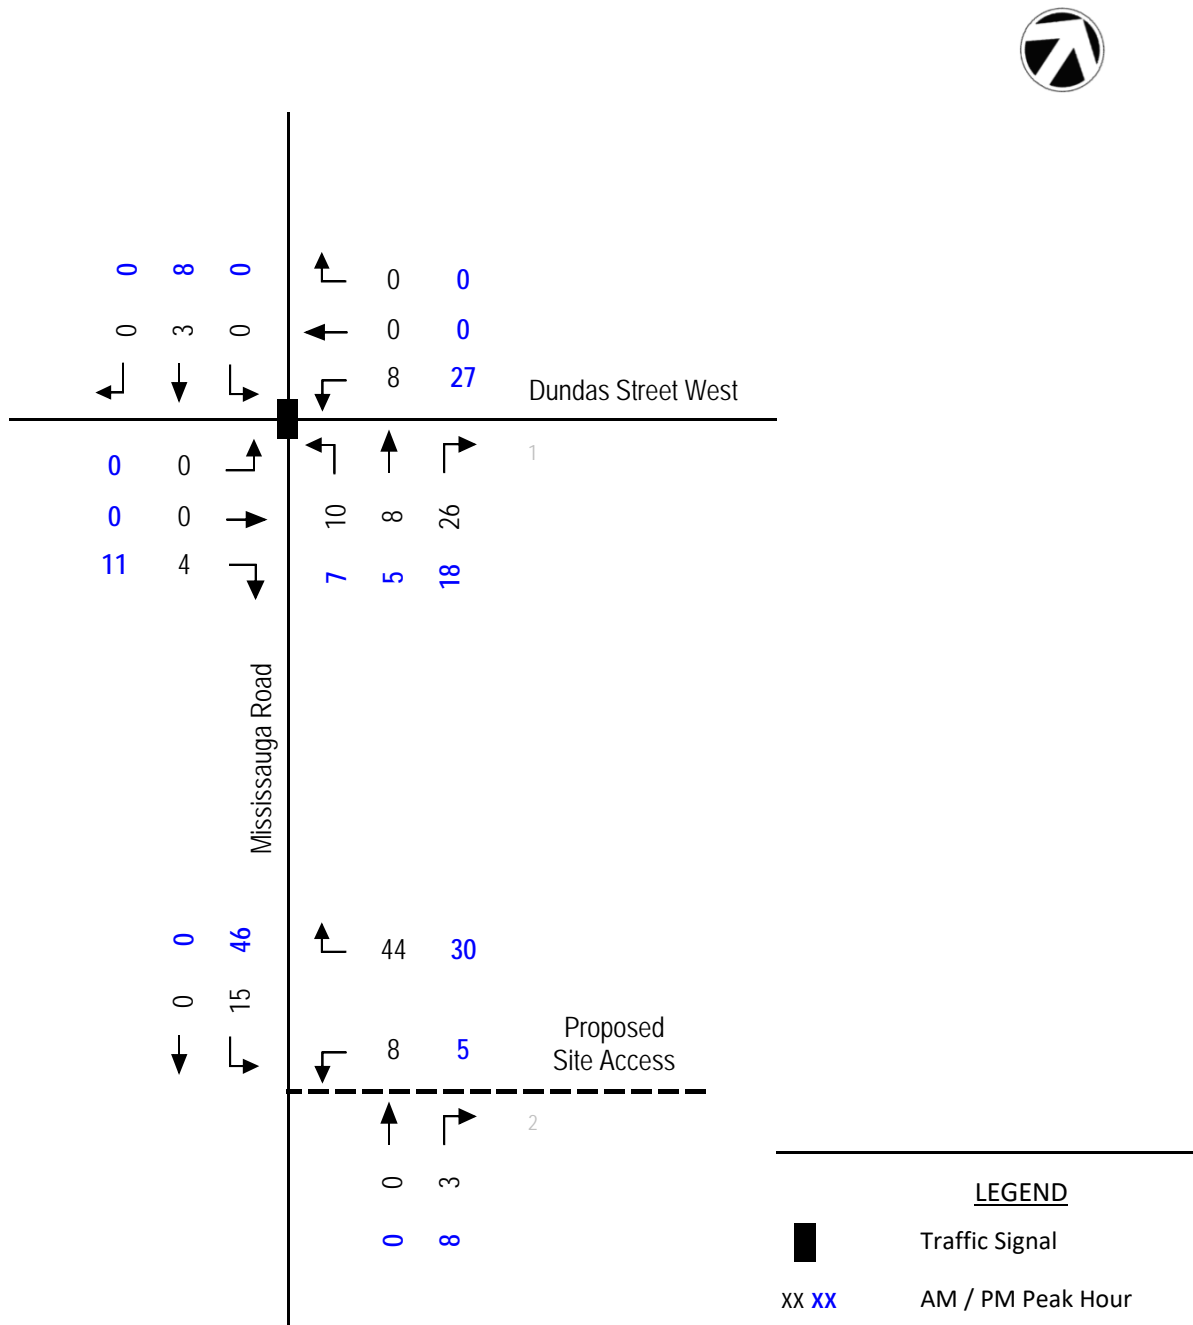 0 8 0
0 3 0
0 0
0 0
8 27
Dundas Street West
1
0 0
0 0
11 4
10 8 26
7 5 18
Mississauga Road
0 46
0 15
44 30
8 5
Proposed
Site Access
2
0 3
0 8
LEGEND
Traffic Signal
XX XX AM / PM Peak Hour